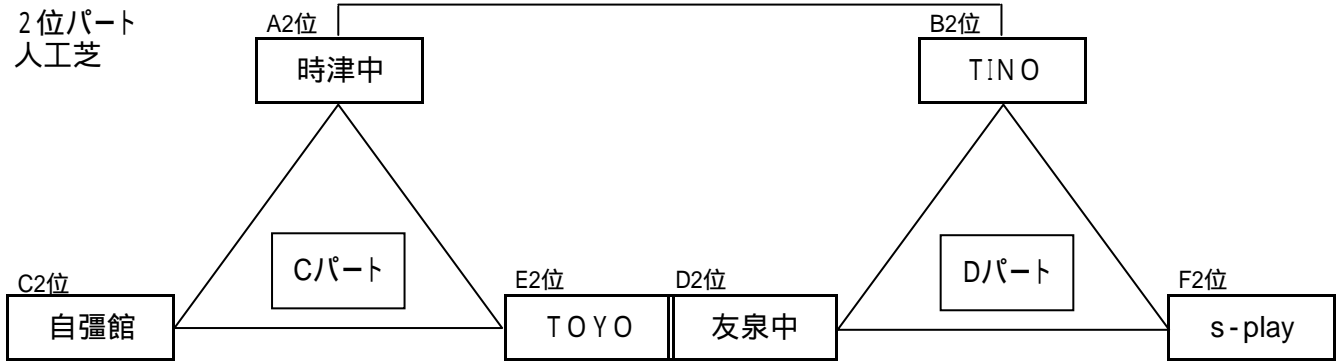 2位パート
人工芝
A2位
B2位
時津中
TINO
Cパート
Dパート
C2位
E2位
D2位
F2位
自彊館
TOYO
友泉中
s-play